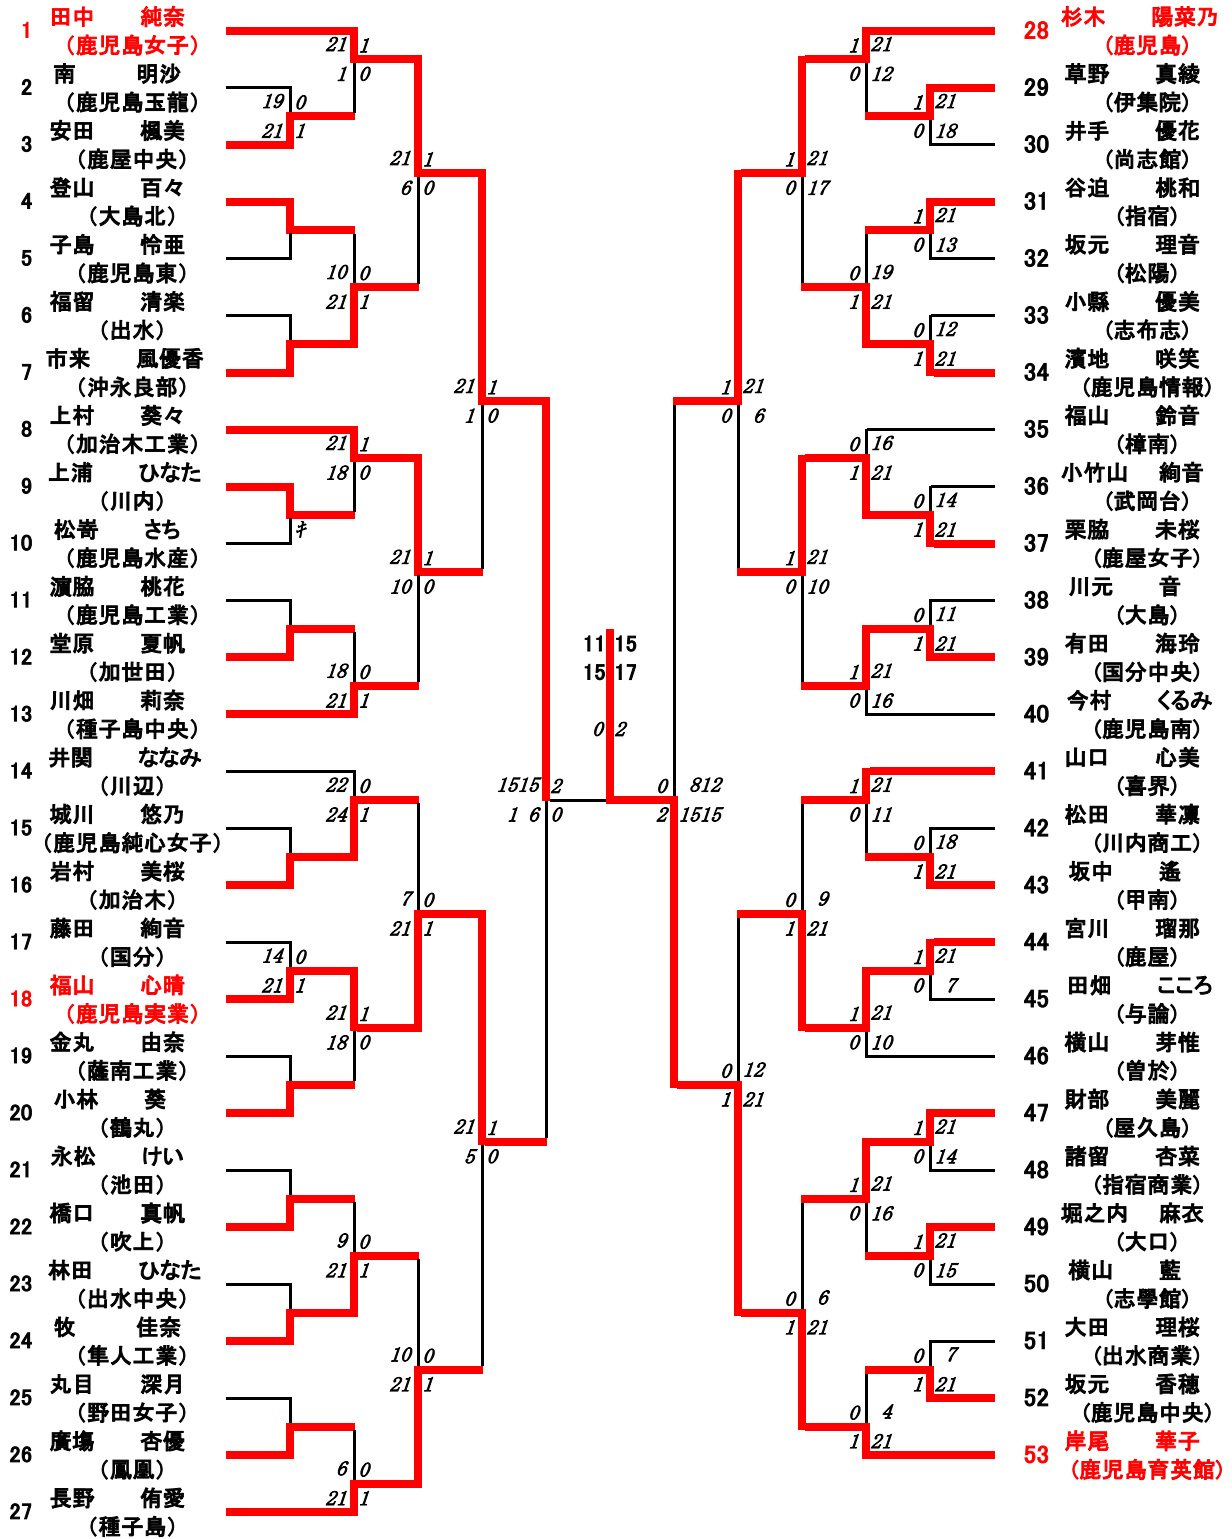 1 田中 純奈
(鹿児島女子)
2 南 明沙
(鹿児島玉龍)
3 安田 楓美
(鹿屋中央)
4 登山 百々
(大島北)
5 子島 怜亜
(鹿児島東)
6 福留 清楽
(出水)
7 市来 風優香
(沖永良部)
8 上村 葵々
(加治木工業)
9 上浦 ひなた
(川内)
10 松嵜 さち
(鹿児島水産)
11 濵脇 桃花
(鹿児島工業)
12 堂原 夏帆
(加世田)
13 川畑 莉奈
(種子島中央)
14 井関 ななみ
(川辺)
15 城川 悠乃
(鹿児島純心女子)
16 岩村 美桜
(加治木)
17 藤田 絢音
(国分)
18 福山 心晴
(鹿児島実業)
19 金丸 由奈
(薩南工業)
20 小林 葵
(鶴丸)
21 永松 けい
(池田)
22 橋口 真帆
(吹上)
23 林田 ひなた
(出水中央)
24 牧 佳奈
(隼人工業)
25 丸目 深月
(野田女子)
26 廣塲 杏優
(鳳凰)
27 長野 侑愛
(種子島)
21 1
1 0
19 0
21 1
21 1
6 0
10 0
21 1
21 1
1 0
21 1
18 0
キ
21 1
10 0
18 0
21 1
1515 2
1 6 0
22 0
24 1
7 0
21 1
14 0
21 1
21 1
18 0
21 1
5 0
9 0
21 1
10 0
21 1
6 0
21 1
11 15
15 17
0 2
28 杉木 陽菜乃
(鹿児島)
29 草野 真綾
(伊集院)
30 井手 優花
(尚志館)
31 谷迫 桃和
(指宿)
32 坂元 理音
(松陽)
33 小縣 優美
(志布志)
34 濱地 咲笑
(鹿児島情報)
35 福山 鈴音
(樟南)
36 小竹山 絢音
(武岡台)
37 栗脇 未桜
(鹿屋女子)
38 川元 音
(大島)
39 有田 海玲
(国分中央)
40 今村 くるみ
(鹿児島南)
41 山口 心美
(喜界)
42 松田 華凛
(川内商工)
43 坂中 遙
(甲南)
44 宮川 瑠那
(鹿屋)
45 田畑 こころ
(与論)
46 横山 芽惟
(曽於)
47 財部 美麗
(屋久島)
48 諸留 杏菜
(指宿商業)
49 堀之内 麻衣
(大口)
50 横山 藍
(志學館)
51 大田 理桜
(出水商業)
52 坂元 香穂
(鹿児島中央)
53 岸尾 華子
(鹿児島育英館)
1 21
0 12
1 21
0 18
1 21
0 17
1 21
0 13
0 19
1 21
0 12
1 21
1 21
0 6
0 16
1 21
0 14
1 21
1 21
0 10
0 11
1 21
1 21
0 16
0 812
2 1515
1 21
0 11
0 18
1 21
0 9
1 21
1 21
0 7
1 21
0 10
0 12
1 21
1 21
0 14
1 21
0 16
1 21
0 15
0 6
1 21
0 7
1 21
0 4
1 21